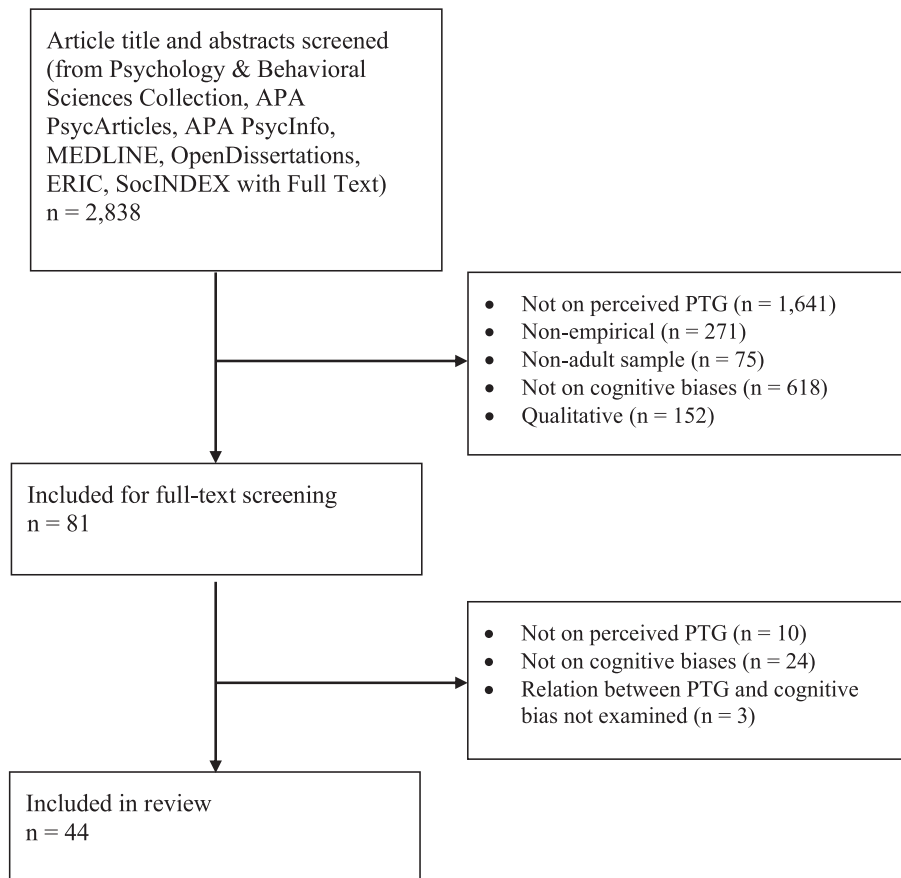 Article title and abstracts screened
(from Psychology & Behavioral
Sciences Collection, APA
PsycArticles, APA PsycInfo,
MEDLINE, OpenDissertations,
ERIC, SocINDEX with Full Text)
n = 2,838
• Not on perceived PTG (n = 1,641)
• Non-empirical (n = 271)
• Non-adult sample (n = 75)
• Not on cognitive biases (n = 618)
• Qualitative (n = 152)
Included for full-text screening
n = 81
• Not on perceived PTG (n = 10)
• Not on cognitive biases (n = 24)
• Relation between PTG and cognitive
bias not examined (n = 3)
Included in review
n = 44